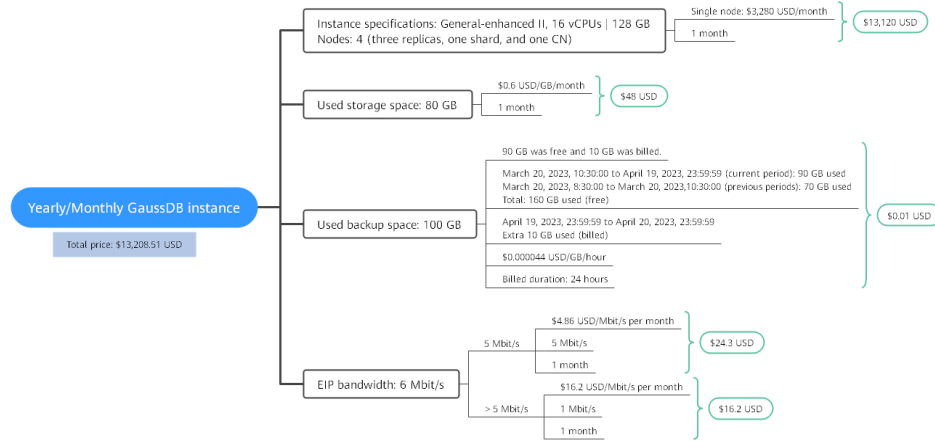 Yearly/Monthly GaussDB instance
Total price: $13,208.51 USD
Instance specifications: General-enhanced II, 16 vCPUs | 128 GB
Nodes: 4 (three replicas, one shard, and one CN)
Single node: $3,280 USD/month
1 month
$13,120 USD
Used storage space: 80 GB
$0.6 USD/GB/month
1 month
$48 USD
Used backup space: 100 GB
90 GB was free and 10 GB was billed.
March 20, 2023, 10:30:00 to April 19, 2023, 23:59:59 (current period): 90 GB used
March 20, 2023, 8:30:00 to March 20, 2023,10:30:00 (previous periods): 70 GB used
Total: 160 GB used (free)
April 19, 2023, 23:59:59 to April 20, 2023, 23:59:59
Extra 10 GB used (billed)
$0.000044 USD/GB/hour
Billed duration: 24 hours
$0.01 USD
EIP bandwidth: 6 Mbit/s
5 Mbit/s
$4.86 USD/Mbit/s per month
5 Mbit/s
1 month
$24.3 USD
> 5 Mbit/s
$16.2 USD/Mbit/s per month
1 Mbit/s
1 month
$16.2 USD